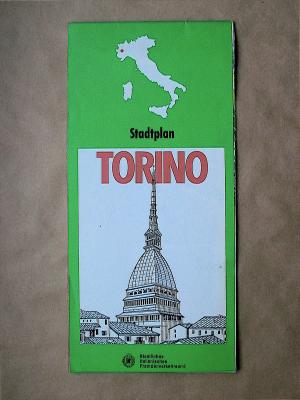 Stadtplan
TORINO
Staatliches
Italienisches
Fremdenverkehrsamt